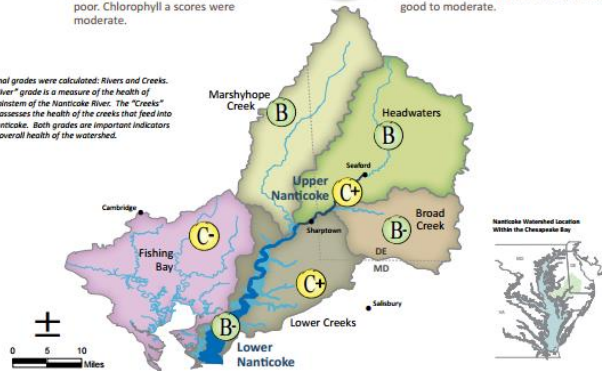 poor. Chlorophyll a scores were
moderate.
good to moderate.
nal grades were calculated: Rivers and Creeks.
iver" grade is a measure of the health of
ainstem of the Nanticoke River. The "Creeks"
assesses the health of the creeks that feed into
nticoke. Both grades are important indicators
overall health of the watershed.
Marshyhope
Creek
B
Headwaters
B
Seaford
Upper
Nanticoke
C+
Cambridge
Sharptown
Broad
Creek
B-
C-
Fishing
Bay
DE
MD
C+
Salisbury
Lower Creeks
B-
Lower
Nanticoke
0 5 10
Miles
Nanticoke Watershed Location
Within the Chesapeake Bay